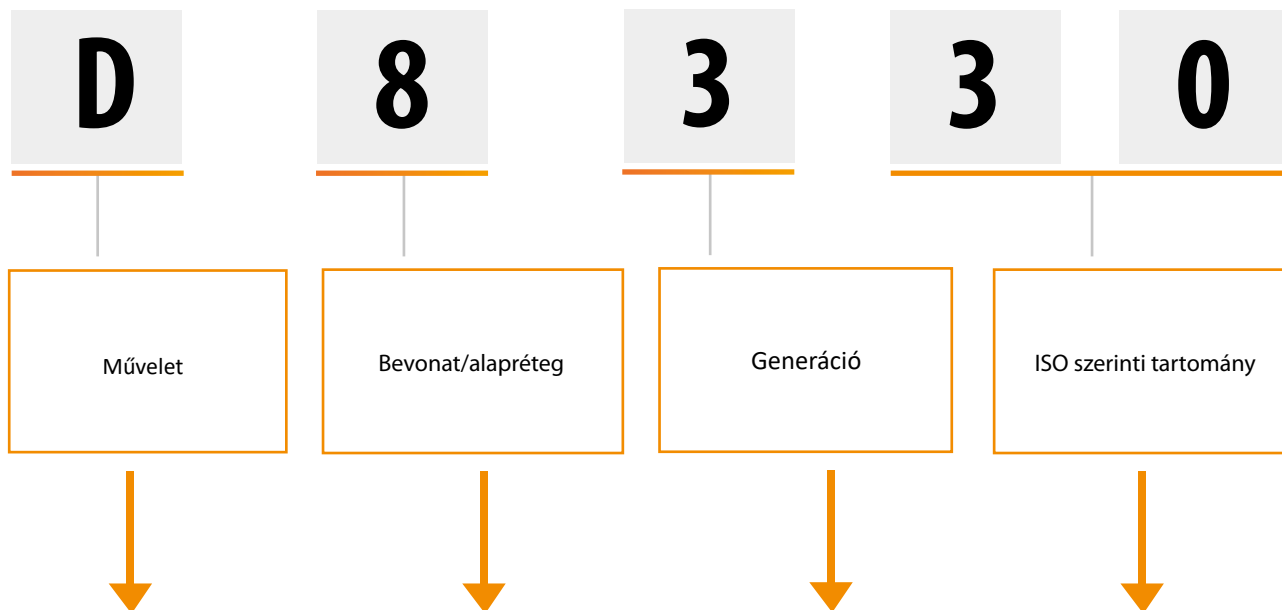 D 8 3 3 0
Művelet Bevonat/alapréteg Generáció ISO szerinti tartomány